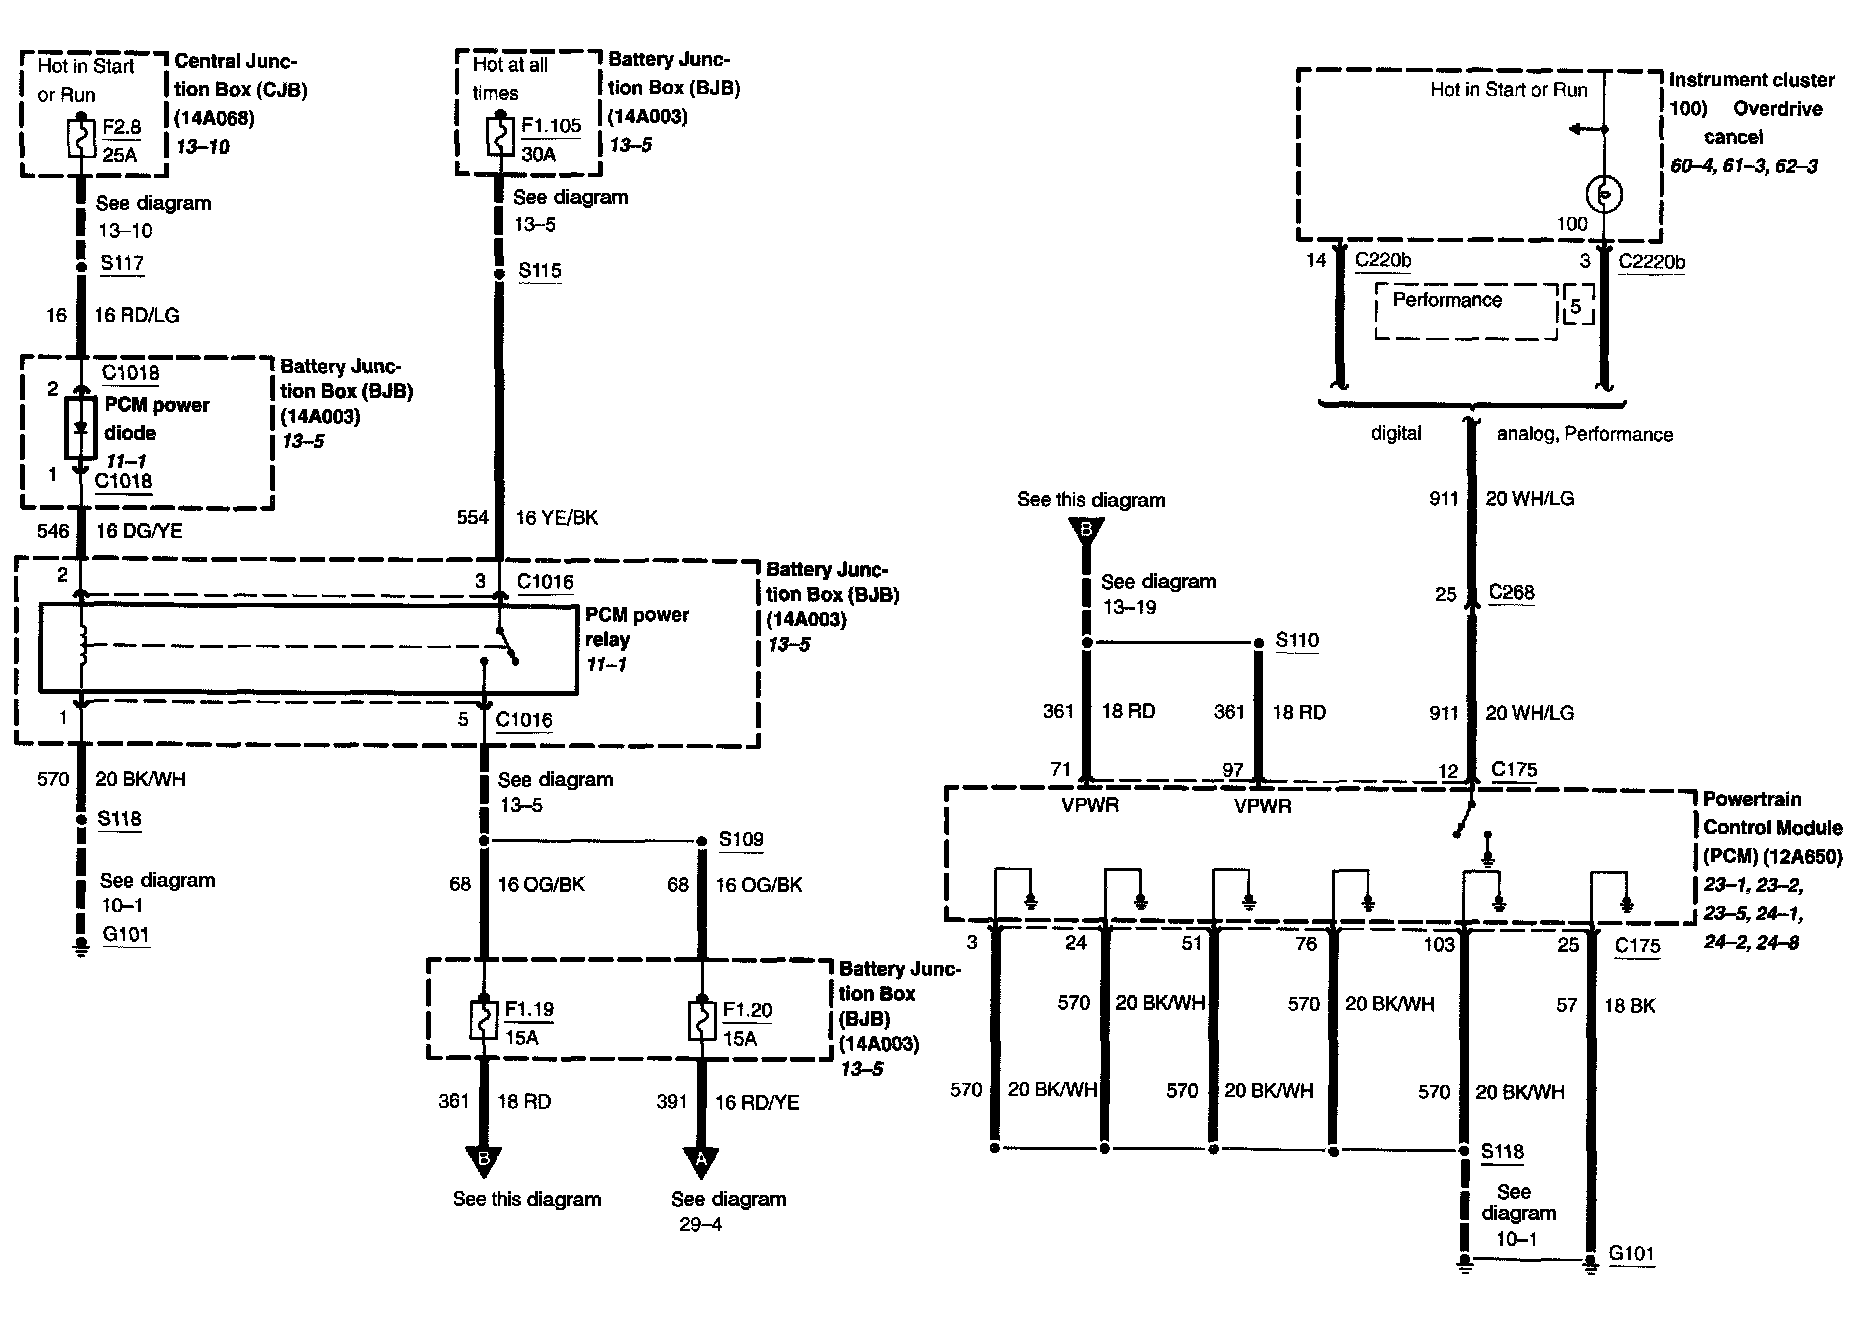 Hot in Start
or Run
F2.8
25A
Central Junc-
tion Box (CJB)
(14A068)
13–10
See diagram
13–10
S117
16
16 RD/LG
2
C1018
PCM power
diode
11–1
1
C1018
Battery Junc-
tion Box (BJB)
(14A003)
13–5
546
16 DG/YE
Hot at all
times
F1.105
30A
Battery Junc-
tion Box (BJB)
(14A003)
13–5
See diagram
13–5
S115
554
16 YE/BK
2
3
C1016
PCM power
relay
11–1
Battery Junc-
tion Box (BJB)
(14A003)
13–5
1
5
C1016
570
20 BK/WH
S118
See diagram
10–1
G101
See diagram
13–5
S109
68
16 OG/BK
68
16 OG/BK
F1.19
15A
F1.20
15A
Battery Junc-
tion Box
(BJB)
(14A003)
13–5
361
18 RD
391
16 RD/YE
B
A
See this diagram
See diagram
29–4
Hot in Start or Run
100
Instrument cluster
100) Overdrive
cancel
60–4, 61–3, 62–3
14
C220b
3
C2220b
Performance
5
digital
analog, Performance
911
20 WH/LG
25
C268
911
20 WH/LG
See this diagram
B
See diagram
13–19
S110
361
18 RD
361
18 RD
71
97
12
C175
VPWR
VPWR
Powertrain
Control Module
(PCM) (12A650)
23–1, 23–2,
23–5, 24–1,
24–2, 24–8
3
24
51
76
103
25
C175
570
20 BK/WH
570
20 BK/WH
57
18 BK
570
20 BK/WH
570
20 BK/WH
570
20 BK/WH
S118
See
diagram
10–1
G101